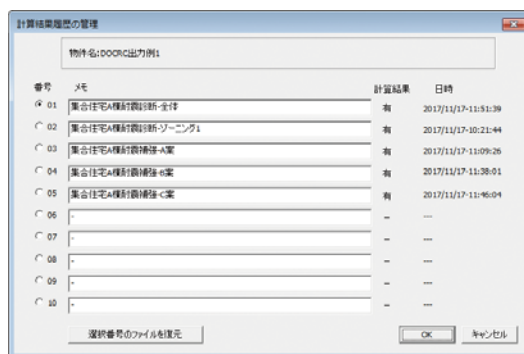 計算結果履歴の管理
物件名:DOCRC出力例1
番号 メモ 計算結果 日時
01 集合住宅A棟耐震診断-全体 有 2017/11/17-11:51:39
02 集合住宅A棟耐震診断-ゾーニング1 有 2017/11/17-10:21:44
03 集合住宅A棟耐震補強-A案 有 2017/11/17-11:09:26
04 集合住宅A棟耐震補強-B案 有 2017/11/17-11:38:01
05 集合住宅A棟耐震補強-C案 有 2017/11/17-11:46:04
06 - -- ---
07 - -- ---
08 - -- ---
09 - -- ---
10 - -- ---
選択番号のファイルを復元 OK キャンセル